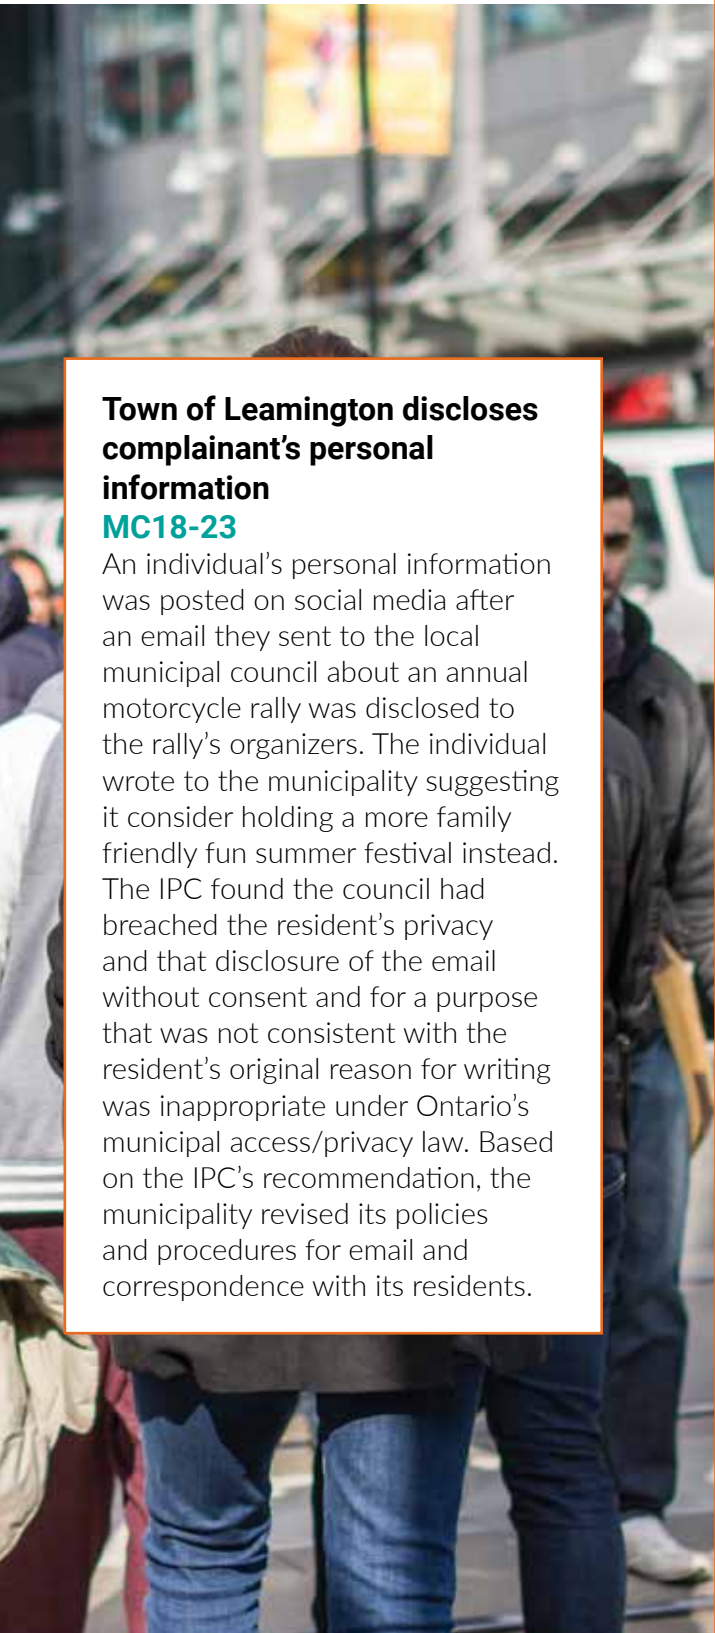 Town of Leamington discloses
complainant’s personal
information
MC18-23
An individual’s personal information
was posted on social media after
an email they sent to the local
municipal council about an annual
motorcycle rally was disclosed to
the rally’s organizers. The individual
wrote to the municipality suggesting
it consider holding a more family
friendly fun summer festival instead.
The IPC found the council had
breached the resident’s privacy
and that disclosure of the email
without consent and for a purpose
that was not consistent with the
resident’s original reason for writing
was inappropriate under Ontario’s
municipal access/privacy law. Based
on the IPC’s recommendation, the
municipality revised its policies
and procedures for email and
correspondence with its residents.